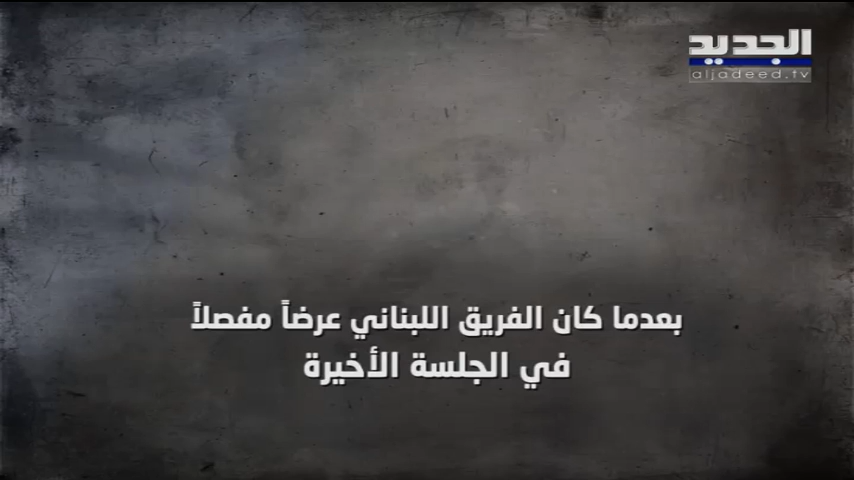 الجديد
aljadeed.tv
بعدما كان الفريق اللبناني عرضاً مفصلاً
في الجلسة الأخيرة